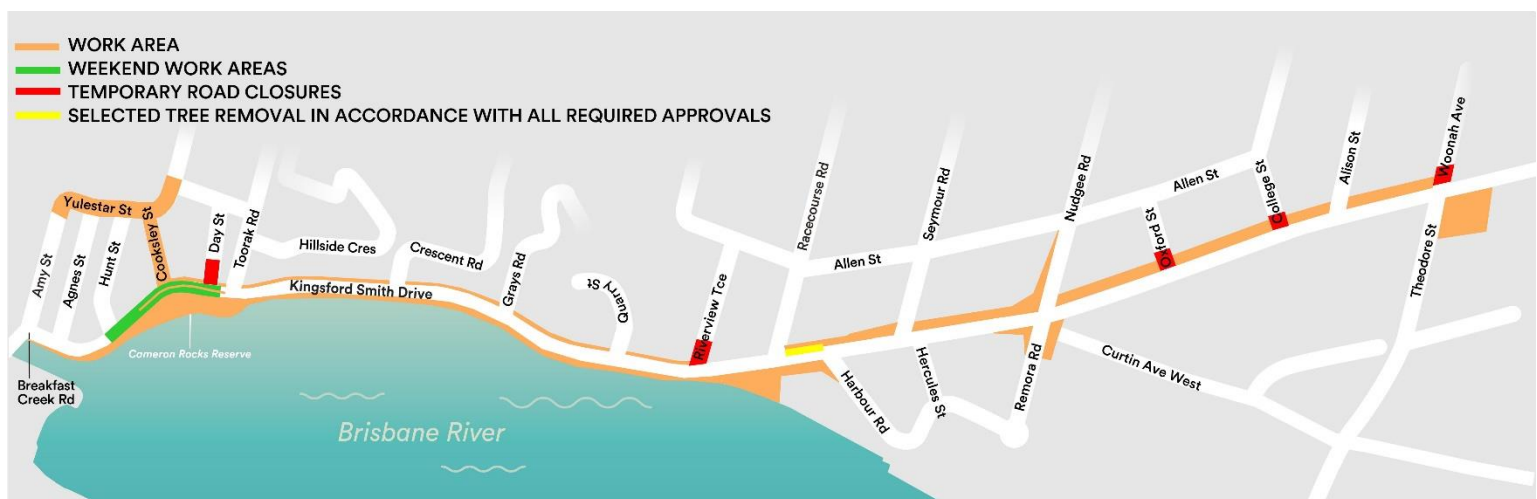 WORK AREA
WEEKEND WORK AREAS
TEMPORARY ROAD CLOSURES
SELECTED TREE REMOVAL IN ACCORDANCE WITH ALL REQUIRED APPROVALS
Yulestar St
Amy St
Agnes St
Hunt St
Cooksley St
Day St
Toorak Rd
Hillside Cres
Crescent Rd
Grays Rd
Quarry St
Kingsford Smith Drive
Riverview Tce
Racecourse Rd
Allen St
Seymour Rd
Nudgee Rd
Allen St
Oxford St
College St
Alison St
Woonah Ave
Theodore St
Cameron Rocks Reserve
Breakfast
Creek Rd
Harbour Rd
Hercules St
Remora Rd
Curtin Ave West
Brisbane River